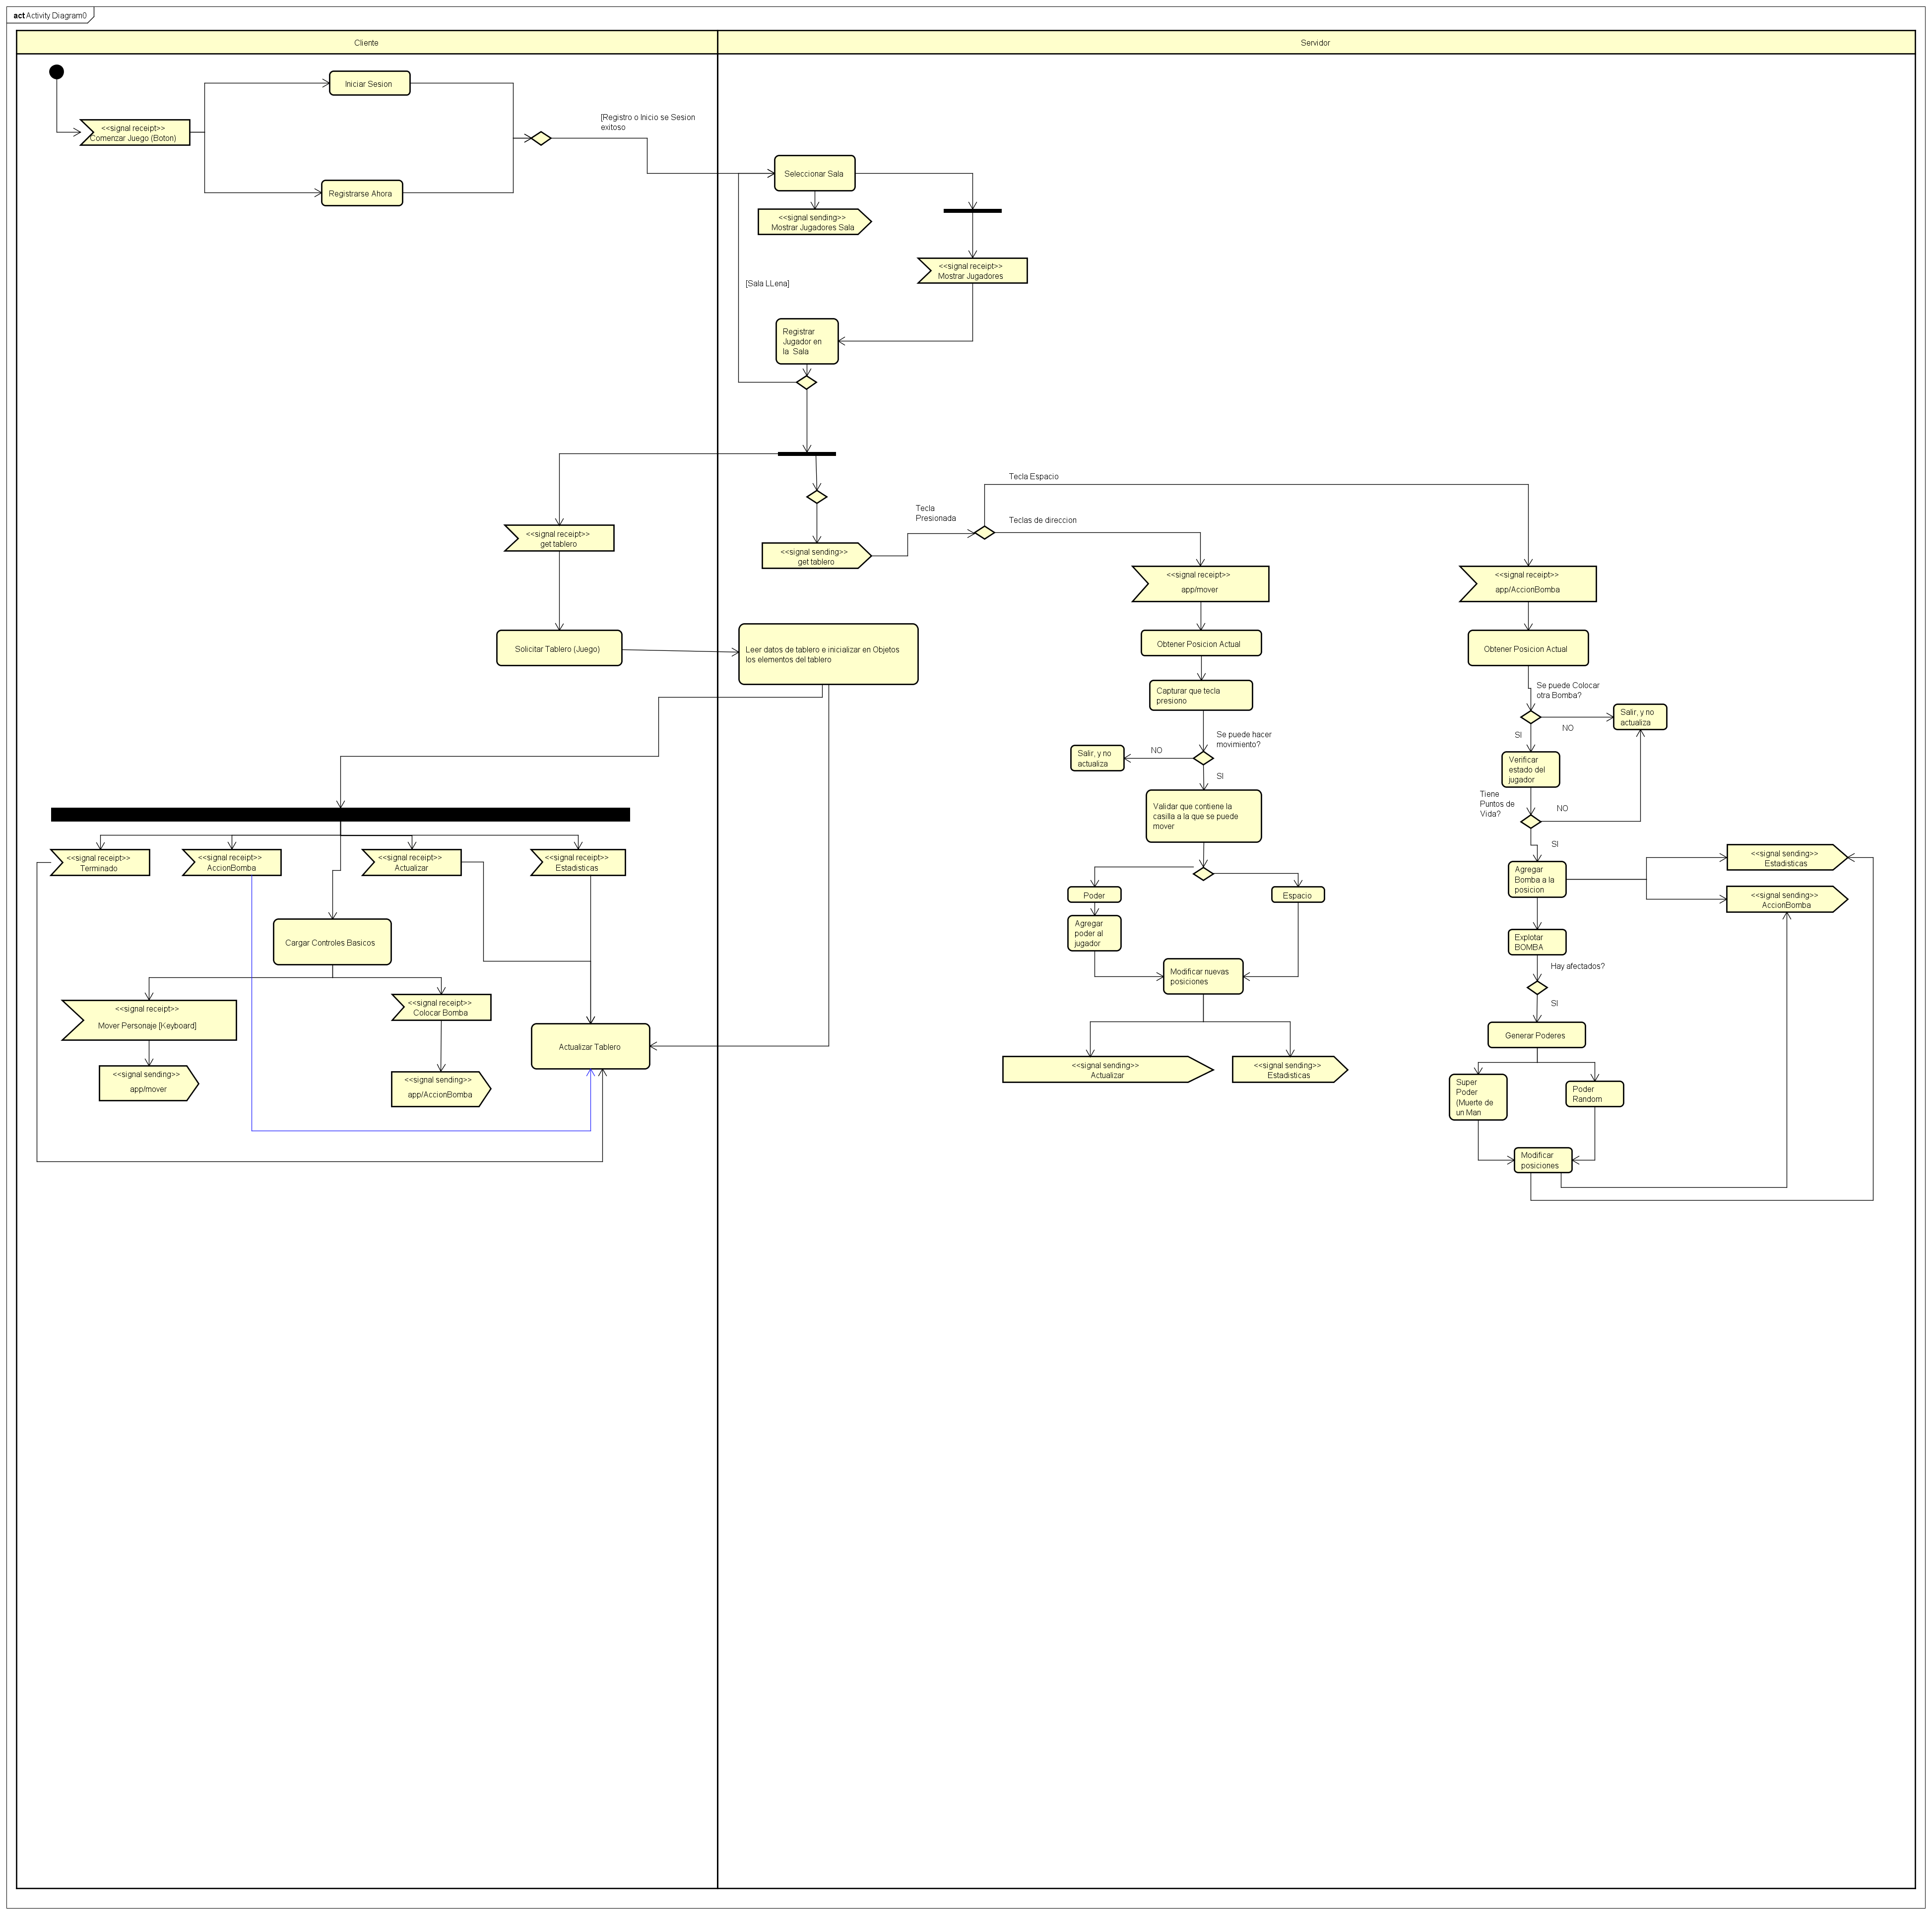 act Activity Diagram0
Cliente
Servidor
Iniciar Sesion
<<signal receipt>>
Comenzar Juego (Boton)
Registrarse Ahora
[Registro o Inicio se Sesion
exitoso
Seleccionar Sala
<<signal sending>>
Mostrar Jugadores Sala
<<signal receipt>>
Mostrar Jugadores
[Sala LLena]
Registrar
Jugador en
la Sala
<<signal receipt>>
get tablero
<<signal sending>>
get tablero
Tecla
Presionada
Tecla Espacio
Teclas de direccion
Solicitar Tablero (Juego)
Leer datos de tablero e inicializar en Objetos
los elementos del tablero
<<signal receipt>>
app/mover
Obtener Posicion Actual
Capturar que tecla
presiono
Se puede hacer
movimiento?
NO
Salir, y no
actualiza
SI
Validar que contiene la
casilla a la que se puede
mover
Poder
Espacio
Agregar
poder al
jugador
Modificar nuevas
posiciones
<<signal sending>>
Actualizar
<<signal sending>>
Estadisticas
<<signal receipt>>
app/AccionBomba
Obtener Posicion Actual
Se puede Colocar
otra Bomba?
NO
Salir, y no
actualiza
SI
Verificar
estado del
jugador
Tiene
Puntos de
Vida?
NO
SI
Agregar
Bomba a la
posicion
<<signal sending>>
Estadisticas
<<signal sending>>
AccionBomba
Explotar
BOMBA
Hay afectados?
SI
Generar Poderes
Super
Poder
(Muerte de
un Man
Poder
Random
Modificar
posiciones
<<signal receipt>>
Terminado
<<signal receipt>>
AccionBomba
<<signal receipt>>
Actualizar
<<signal receipt>>
Estadisticas
Cargar Controles Basicos
<<signal receipt>>
Mover Personaje [Keyboard]
<<signal receipt>>
Colocar Bomba
Actualizar Tablero
<<signal sending>>
app/mover
<<signal sending>>
app/AccionBomba